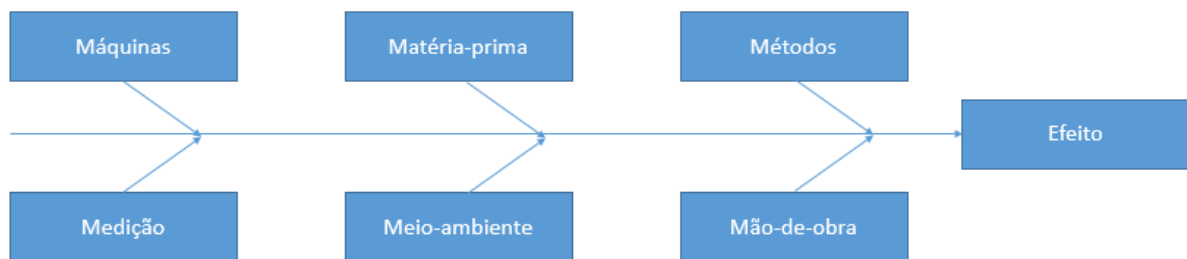 Máquinas
Matéria-prima
Métodos
Efeito
Medição
Meio-ambiente
Mão-de-obra